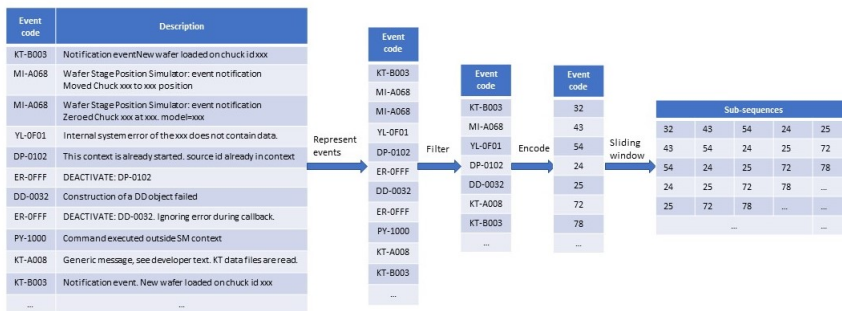 Event code Description
KT-B003 Notification eventNew wafer loaded on chuck id xxx
MI-A068 Wafer Stage Position Simulator: event notification
Moved Chuck xxx to xxx position
MI-A068 Wafer Stage Position Simulator: event notification
Zeroed Chuck xxx at xxx. model=xxx
YL-0F01 Internal system error of the xxx does not contain data.
DP-0102 This context is already started. source id already in context
ER-0FFF DEACTIVATE: DP-0102
DD-0032 Construction of a DD object failed
ER-0FFF DEACTIVATE: DD-0032. Ignoring error during callback.
PY-1000 Command executed outside SM context
KT-A008 Generic message, see developer text. KT data files are read.
KT-B003 Notification event. New wafer loaded on chuck id xxx
... ...
Represent
events
Event
code
KT-B003
MI-A068
MI-A068
YL-0F01
DP-0102
ER-0FFF
DD-0032
ER-0FFF
PY-1000
KT-A008
KT-B003
...
Filter
Event
code
KT-B003
MI-A068
YL-0F01
DP-0102
DD-0032
KT-A008
KT-B003
...
Encode
Event
code
32
43
54
24
25
72
78
...
Sliding
window
Sub-sequences
32 43 54 24 25
43 54 24 25 72
54 24 25 72 78
24 25 72 78 ...
25 72 78 ... ...
... ...